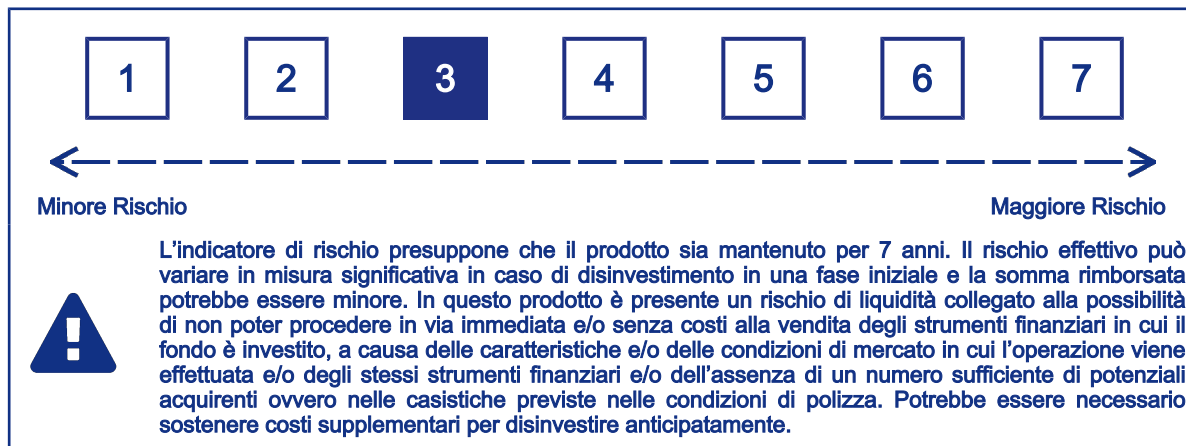 1 2 3 4 5 6 7
Minore Rischio Maggiore Rischio
L'indicatore di rischio presuppone che il prodotto sia mantenuto per 7 anni. Il rischio effettivo può
variare in misura significativa in caso di disinvestimento in una fase iniziale e la somma rimborsata
potrebbe essere minore. In questo prodotto è presente un rischio di liquidità collegato alla possibilità
di non poter procedere in via immediata e/o senza costi alla vendita degli strumenti finanziari in cui il
fondo è investito, a causa delle caratteristiche e/o delle condizioni di mercato in cui l'operazione viene
effettuata e/o degli stessi strumenti finanziari e/o dell'assenza di un numero sufficiente di potenziali
acquirenti ovvero nelle casistiche previste nelle condizioni di polizza. Potrebbe essere necessario
sostenere costi supplementari per disinvestire anticipatamente.